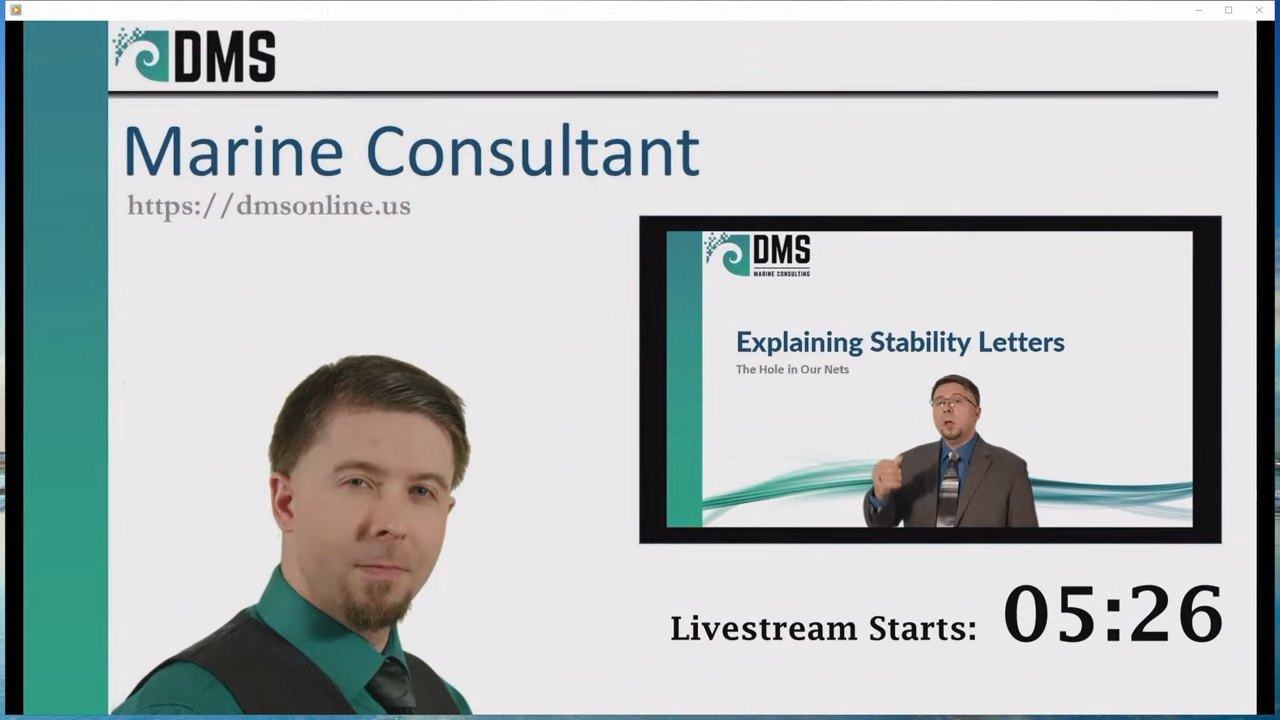 DMS
Marine Consultant
https://dmsonline.us
DMS
MARINE CONSULTING
Explaining Stability Letters
The Hole in Our Nets
Livestream Starts: 05:26